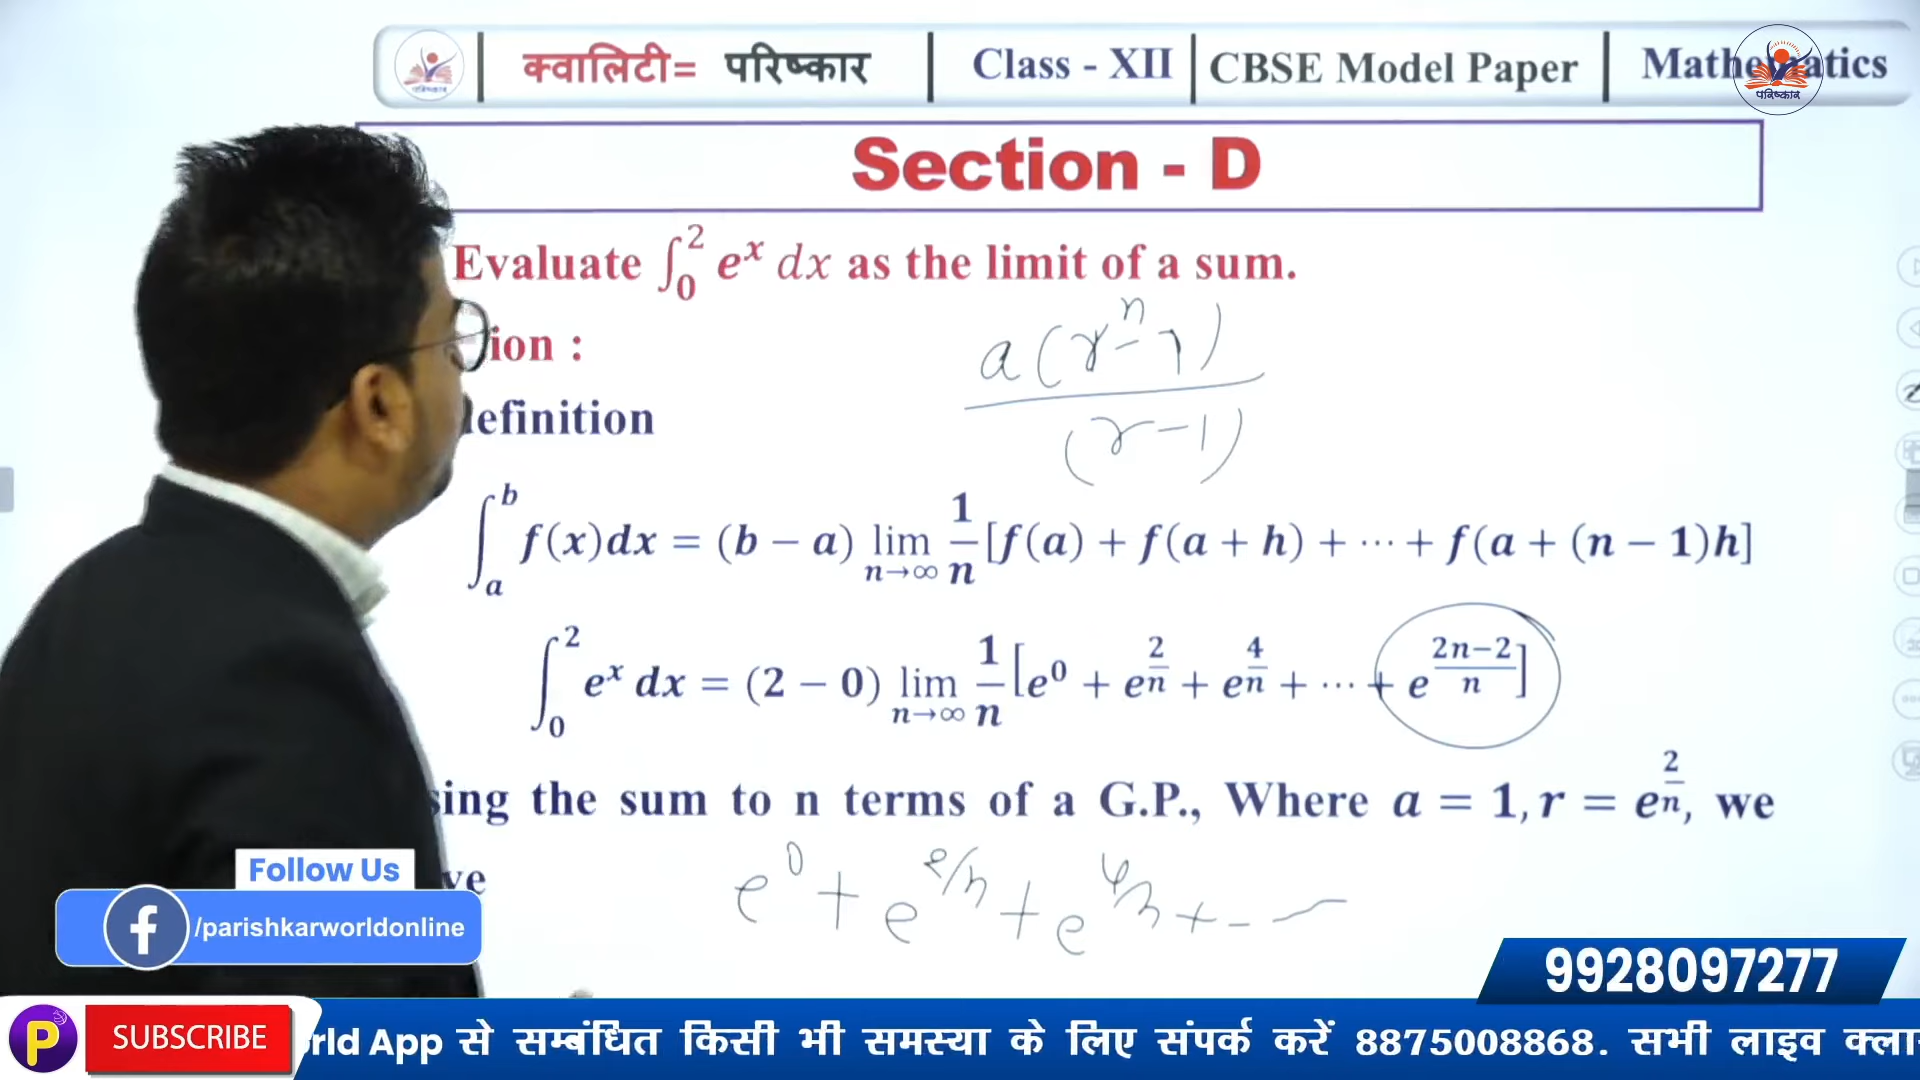 क्वालिटी= परिष्कार | Class - XII | CBSE Model Paper | Mathematics
परिष्कार
Section - D
Evaluate ∫₀² eˣ dx as the limit of a sum.
ion :
a(rⁿ-1)
(r-1)
definition
∫ₐᵇ f(x)dx = (b − a) lim n→∞ 1/n [f(a) + f(a + h) + ⋯ + f(a + (n − 1)h]
∫₀² eˣ dx = (2 − 0) lim n→∞ 1/n [e⁰ + e^(2/n) + e^(4/n) + ⋯ + e^((2n−2)/n)]
sing the sum to n terms of a G.P., Where a = 1, r = e^(2/n), we
ve
e⁰ + e^(2/n) + e^(4/n) + - —
Follow Us
f /parishkarworldonline
9928097277
P SUBSCRIBE
rld App से सम्बंधित किसी भी समस्या के लिए संपर्क करें 8875008868. सभी लाइव क्ला